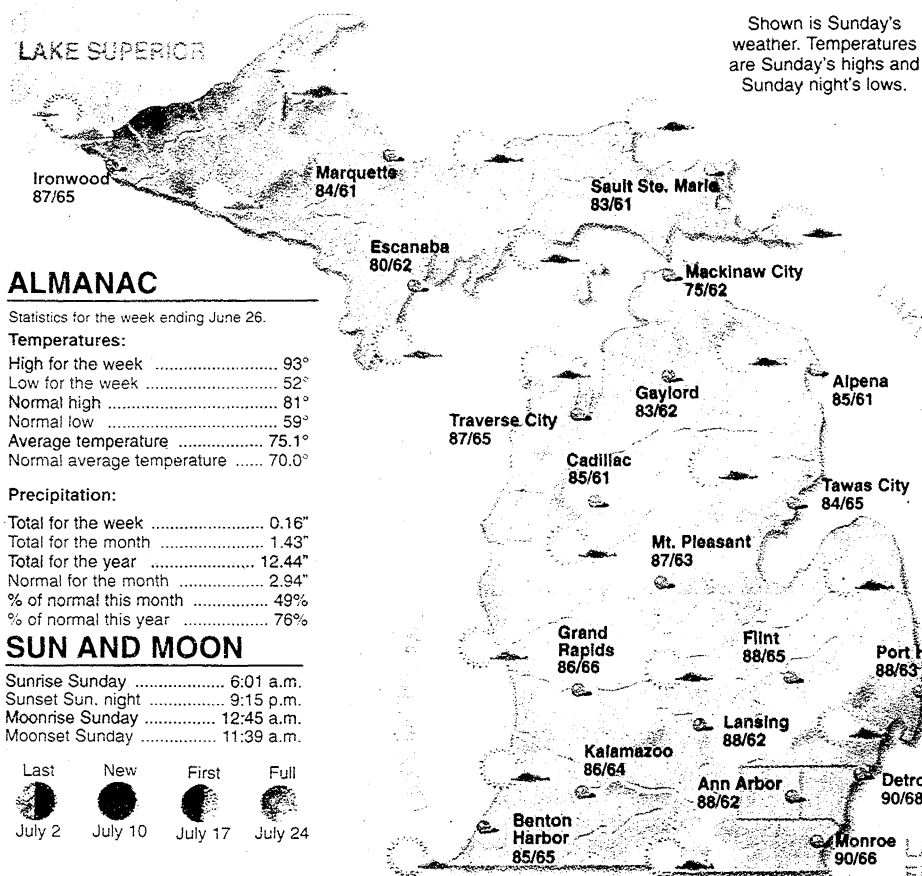 Shown is Sunday's
weather. Temperatures
are Sunday's highs and
Sunday night's lows.
LAKE SUPERIOR
Ironwood
87/65
Marquette
84/61
Sault Ste. Marie
83/61
Escanaba
80/62
Mackinaw City
75/62
Alpena
85/61
Gaylord
83/62
Traverse City
87/65
Cadillac
85/61
Tawas City
84/65
Mt. Pleasant
87/63
Grand
Rapids
86/66
Flint
88/65
Port H
88/63
Lansing
88/62
Kalamazoo
86/64
Ann Arbor
88/62
Detro
90/68
Benton
Harbor
85/65
Monroe
90/66
ALMANAC
Statistics for the week ending June 26.
Temperatures:
High for the week .................... 93°
Low for the week ..................... 52°
Normal high ........................... 81°
Normal low ............................ 59°
Average temperature .............. 75.1°
Normal average temperature ...... 70.0°
Precipitation:
Total for the week .................... 0.16"
Total for the month .................. 1.43"
Total for the year .................. 12.44"
Normal for the month ............... 2.94"
% of normal this month ............. 49%
% of normal this year ............... 76%
SUN AND MOON
Sunrise Sunday .................. 6:01 a.m.
Sunset Sun. night ............... 9:15 p.m.
Moonrise Sunday ............. 12:45 a.m.
Moonset Sunday .............. 11:39 a.m.
Last New First Full
July 2 July 10 July 17 July 24